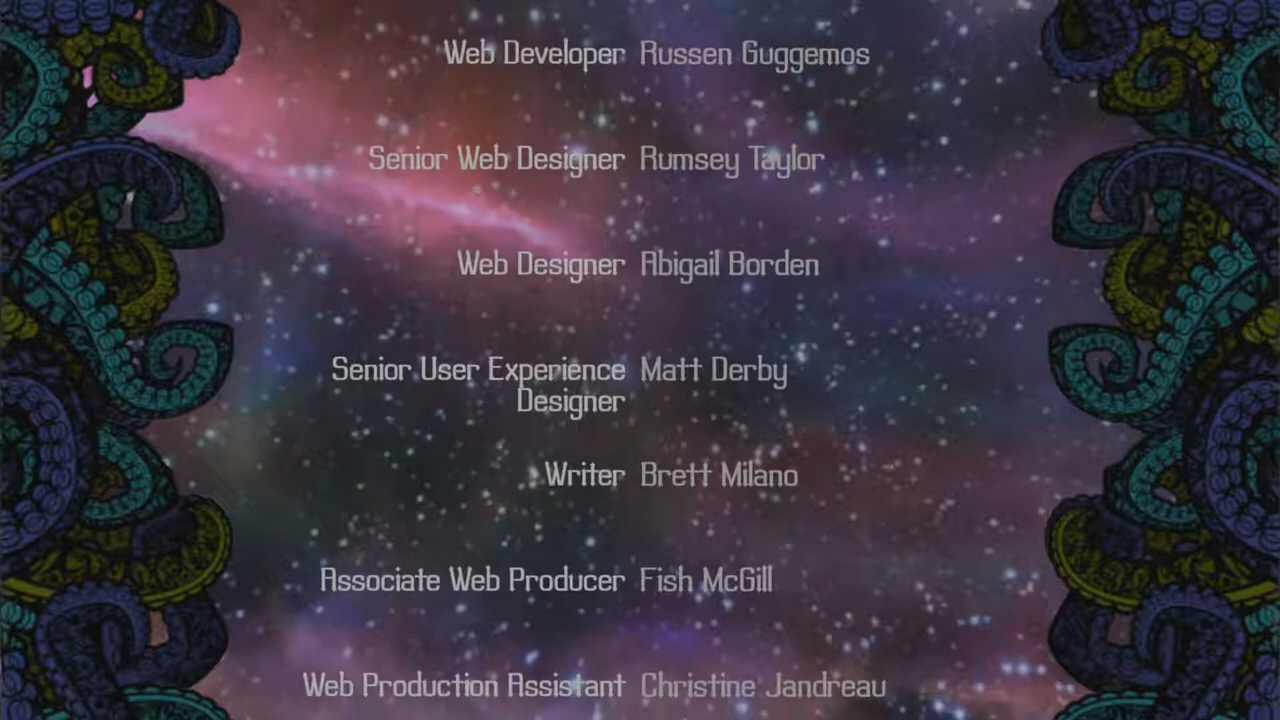 Web Developer Russen Guggemos
Senior Web Designer Rumsey Taylor
Web Designer Abigail Borden
Senior User Experience Matt Derby
Designer
Writer Brett Milano
Associate Web Producer Fish McGill
Web Production Assistant Christine Jandreau